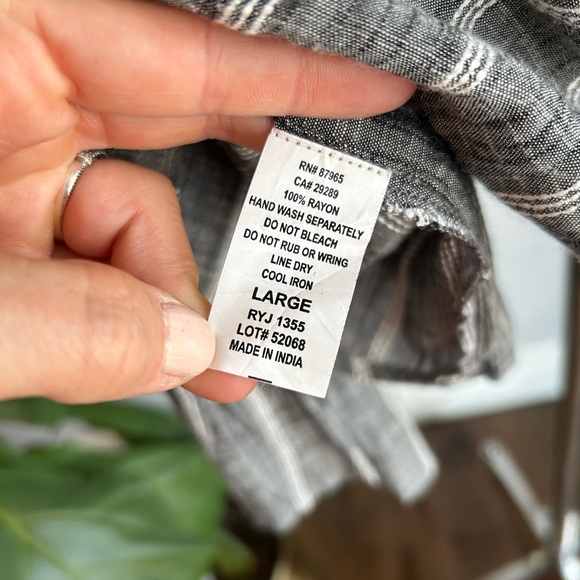 RN# 87965
CA# 29289
100% RAYON
HAND WASH SEPARATELY
DO NOT BLEACH
DO NOT RUB OR WRING
LINE DRY
COOL IRON
LARGE
RYJ 1355
LOT# 52068
MADE IN INDIA